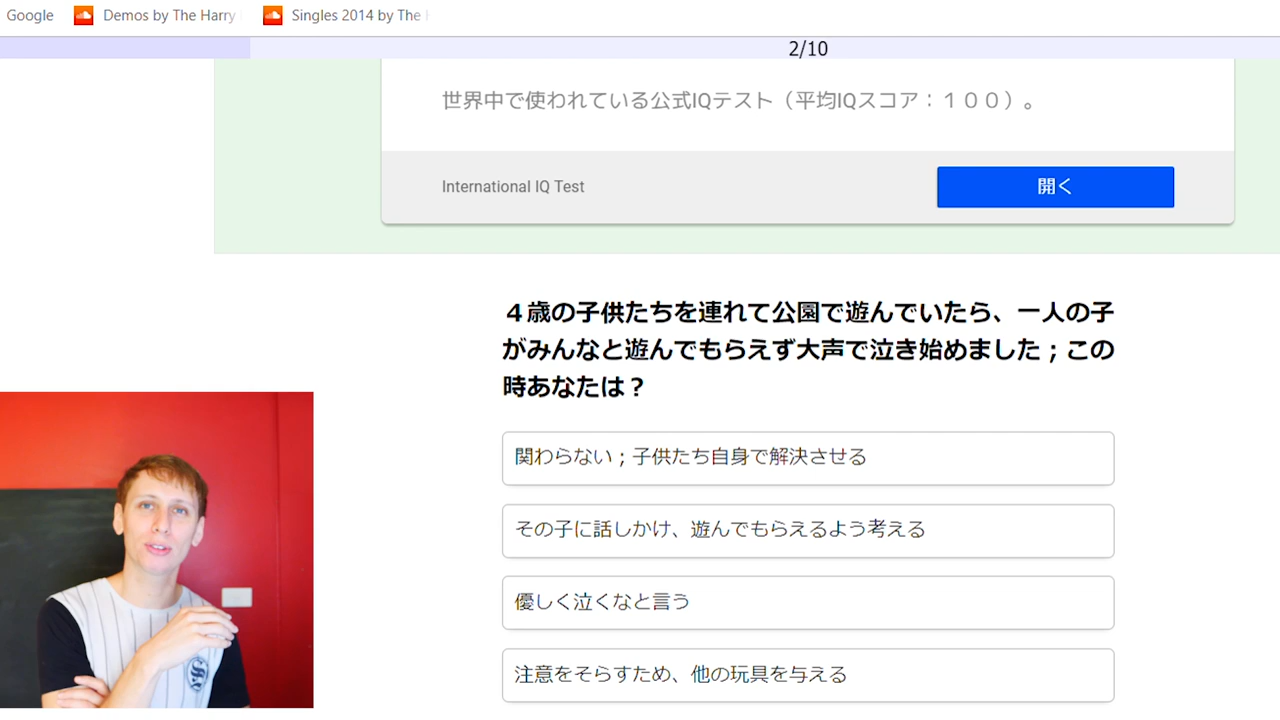 Google Demos by The Harry Singles 2014 by The
2/10
世界中で使われている公式IQテスト（平均IQスコア：１００）。
International IQ Test 開く
４歳の子供たちを連れて公園で遊んでいたら、一人の子
がみんなと遊んでもらえず大声で泣き始めました；この
時あなたは？
関わらない；子供たち自身で解決させる
その子に話しかけ、遊んでもらえるよう考える
優しく泣くなと言う
注意をそらすため、他の玩具を与える